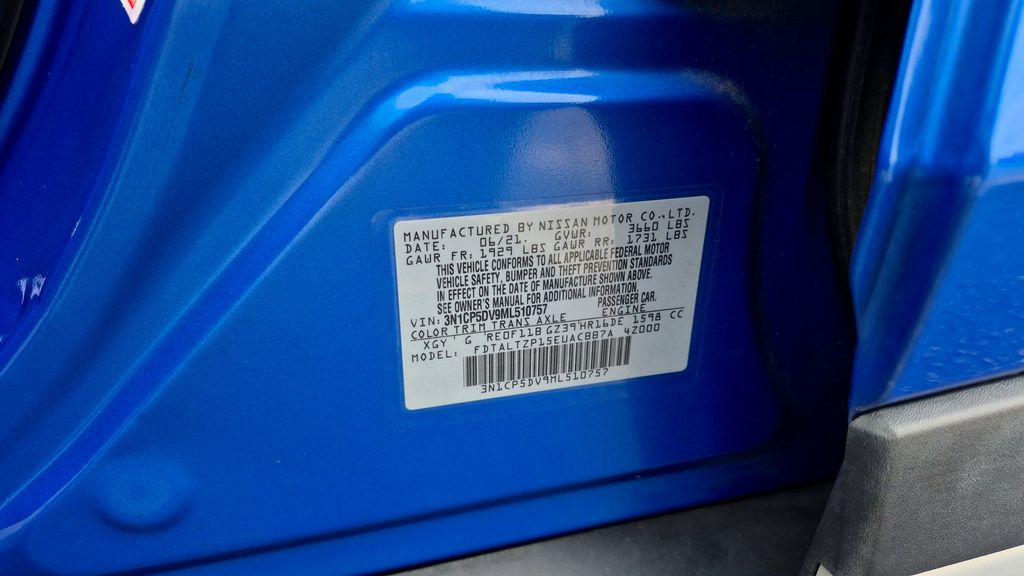 MANUFACTURED BY NISSAN MOTOR CO.,LTD.
DATE: 06/21. GVWR: 3660 LBS
GAWR FR: 1929 LBS GAWR RR: 1731 LBS
THIS VEHICLE CONFORMS TO ALL APPLICABLE FEDERAL MOTOR
VEHICLE SAFETY, BUMPER AND THEFT PREVENTION STANDARDS
IN EFFECT ON THE DATE OF MANUFACTURE SHOWN ABOVE.
SEE OWNER'S MANUAL FOR ADDITIONAL INFORMATION.
VIN: 3N1CP5DV9ML510757 PASSENGER CAR.
COLOR TRIM TRANS AXLE ENGINE
XGY G RE0F11B GZ39 HR16DE 1598 CC
MODEL: FDTALTZP15EUACBB7A 4Z000
3N1CP5DV9ML510757